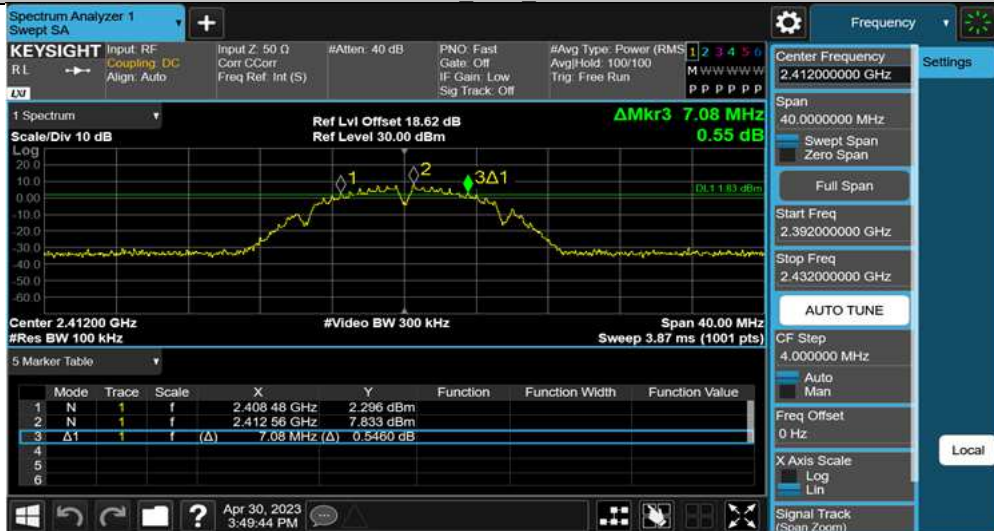 Spectrum Analyzer 1
Swept SA
Frequency
KEYSIGHT
RL
LXI
Input: RF
Coupling: DC
Align: Auto
Input Z: 50 Ω
Corr CCorr
Freq Ref: Int (S)
#Atten: 40 dB
PNO: Fast
Gate: Off
IF Gain: Low
Sig Track: Off
#Avg Type: Power (RMS
Avg|Hold: 100/100
Trig: Free Run
1 2 3 4 5 6
M W W W W W
P P P P P P
1 Spectrum
Scale/Div 10 dB
Ref Lvl Offset 18.62 dB
Ref Level 30.00 dBm
ΔMkr3 7.08 MHz
0.55 dB
Log
20.0
10.0
0.00
-10.0
-20.0
-30.0
-40.0
-50.0
-60.0
1
2
3Δ1
DL1 1.83 dBm
Center 2.41200 GHz
#Res BW 100 kHz
#Video BW 300 kHz
Span 40.00 MHz
Sweep 3.87 ms (1001 pts)
5 Marker Table
Mode Trace Scale X Y Function Function Width Function Value
1 N 1 f 2.408 48 GHz 2.296 dBm
2 N 1 f 2.412 56 GHz 7.833 dBm
3 Δ1 1 f (Δ) 7.08 MHz (Δ) 0.5460 dB
4
5
6
Apr 30, 2023
3:49:44 PM
Center Frequency
2.412000000 GHz
Span
40.0000000 MHz
Swept Span
Zero Span
Full Span
Start Freq
2.392000000 GHz
Stop Freq
2.432000000 GHz
AUTO TUNE
CF Step
4.000000 MHz
Auto
Man
Freq Offset
0 Hz
X Axis Scale
Log
Lin
Signal Track
(Span Zoom)
Settings
Local